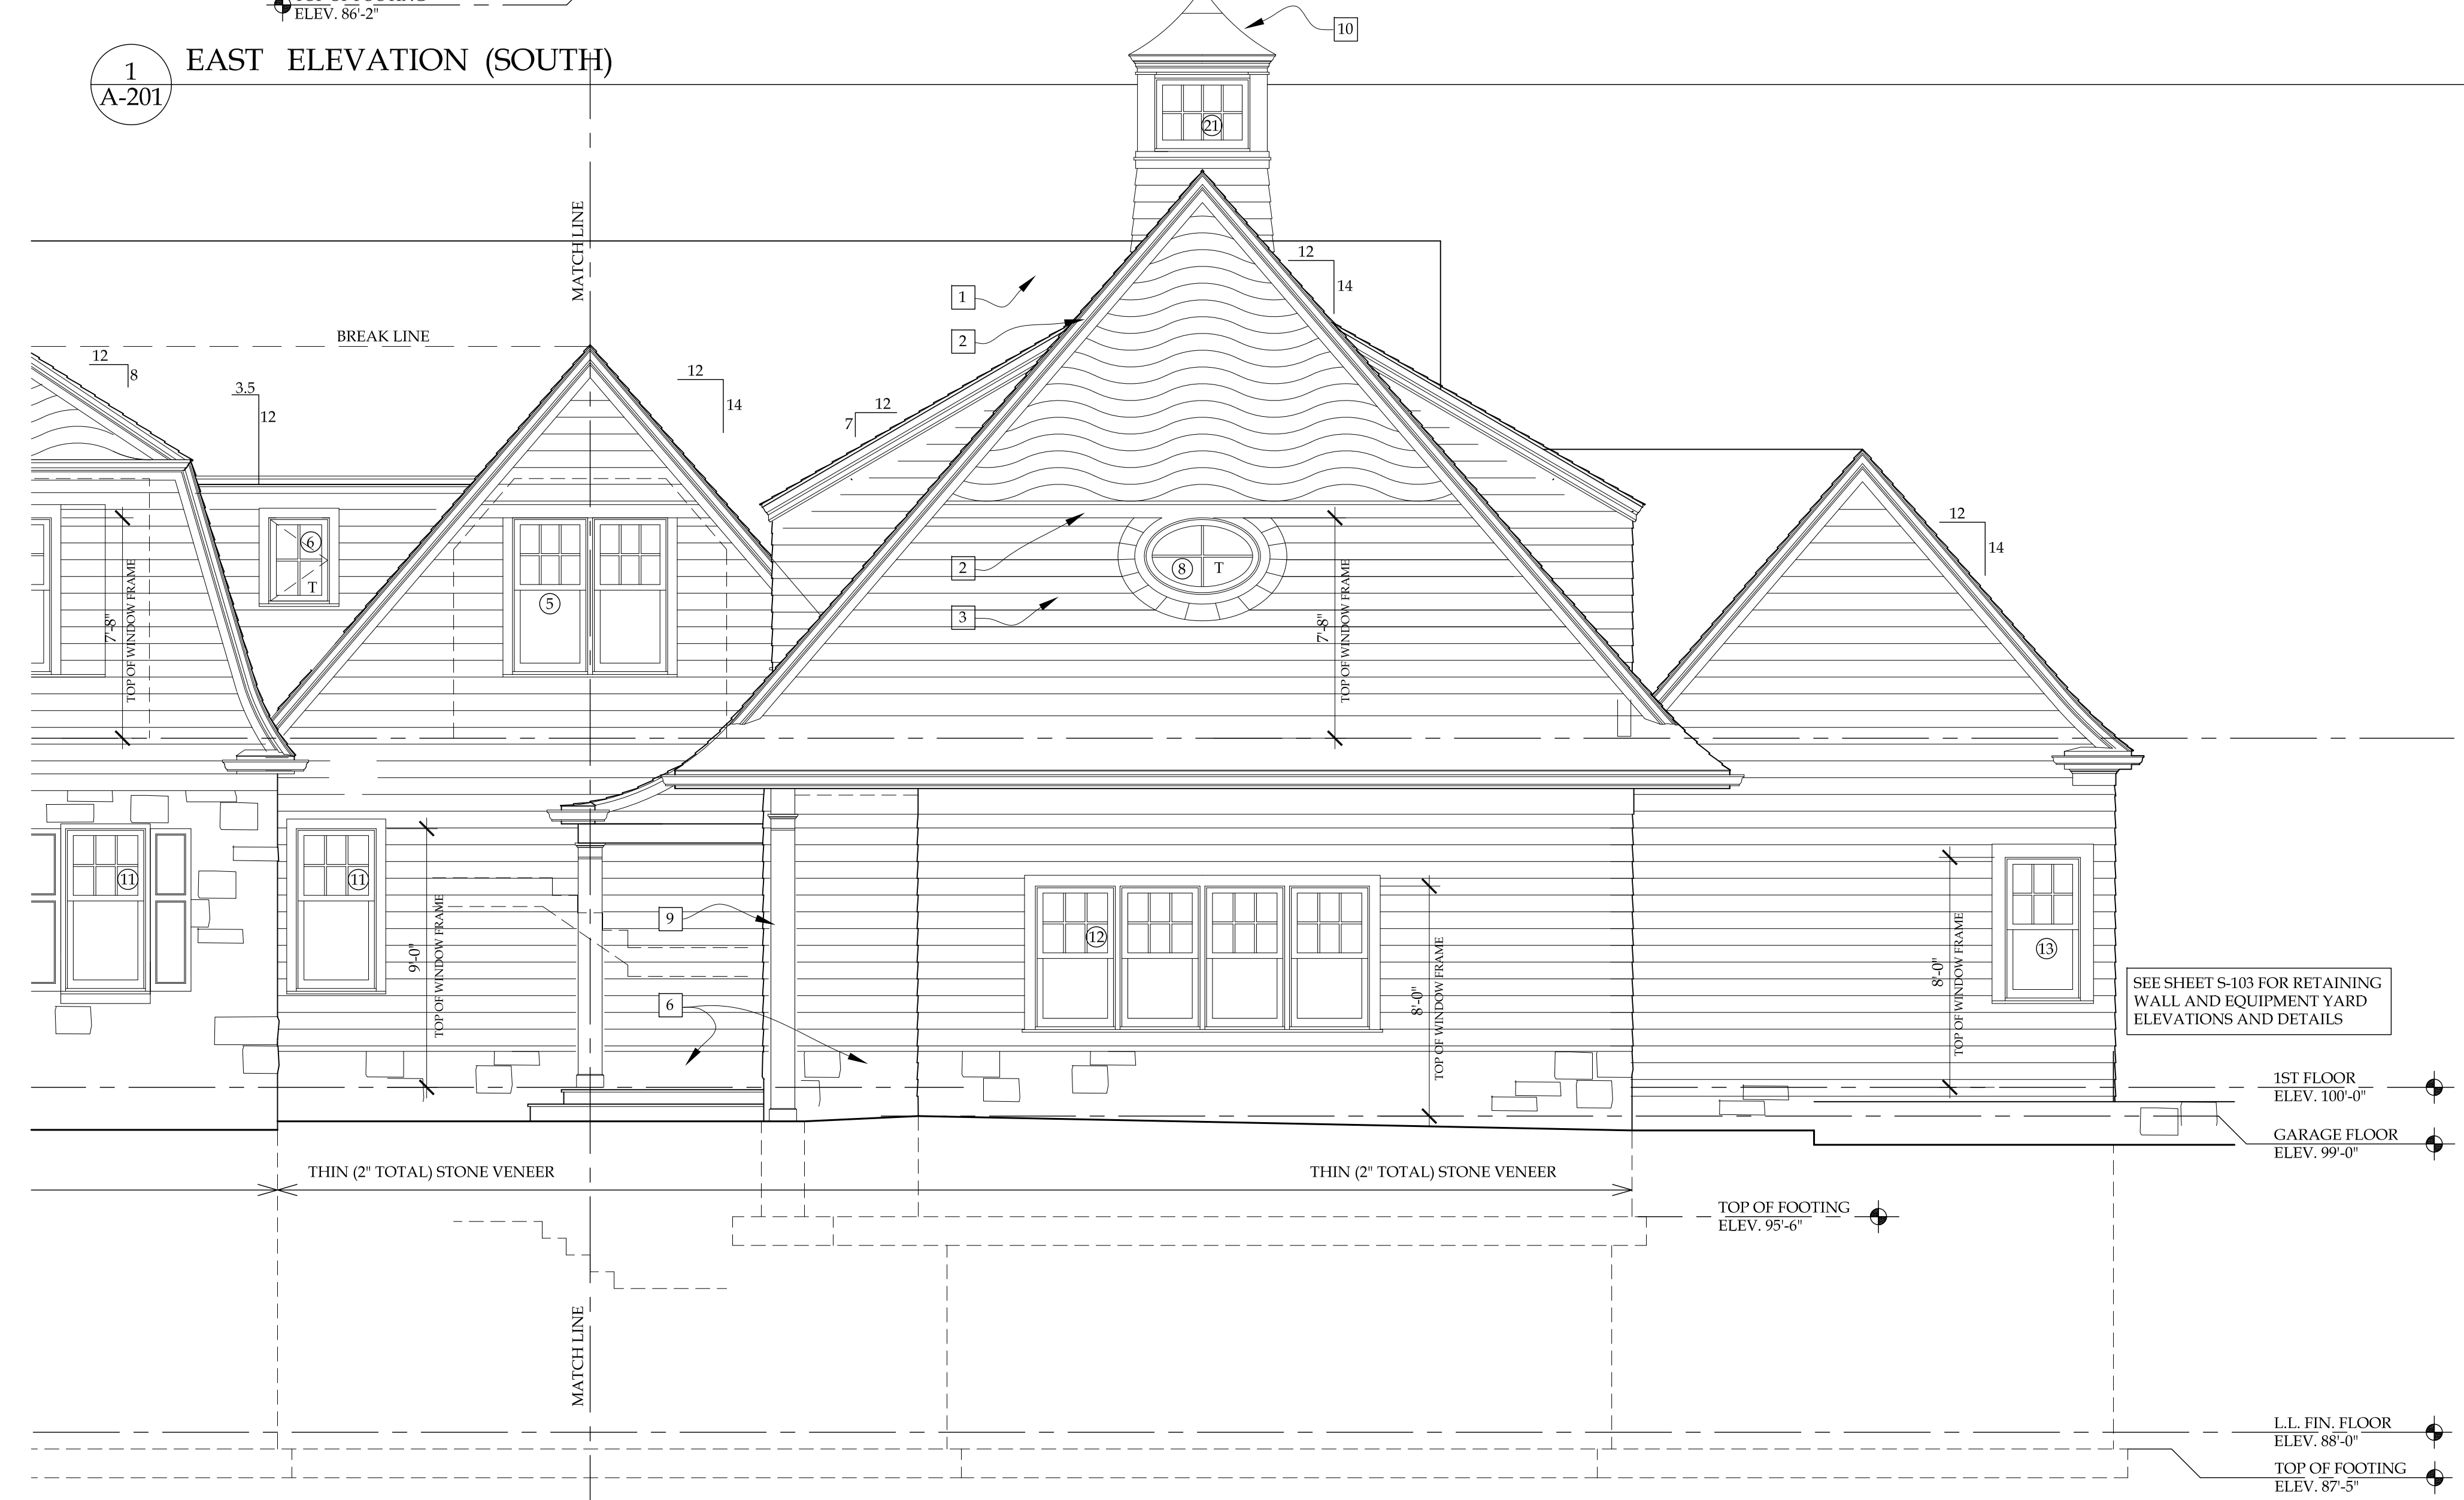 ELEV. 86'-2"
1
A-201
EAST ELEVATION (SOUTH)
10
21
MATCH LINE
12
14
1
2
BREAK LINE
12
8
3.5
12
12
14
12
7
12
14
6
T
5
2
8
T
3
7'-8"
TOP OF WINDOW FRAME
7'-8"
TOP OF WINDOW FRAME
11
11
9'-0"
TOP OF WINDOW FRAME
9
6
12
8'-0"
TOP OF WINDOW FRAME
8'-0"
TOP OF WINDOW FRAME
13
SEE SHEET S-103 FOR RETAINING
WALL AND EQUIPMENT YARD
ELEVATIONS AND DETAILS
1ST FLOOR
ELEV. 100'-0"
GARAGE FLOOR
ELEV. 99'-0"
THIN (2" TOTAL) STONE VENEER
THIN (2" TOTAL) STONE VENEER
TOP OF FOOTING
ELEV. 95'-6"
MATCH LINE
L.L. FIN. FLOOR
ELEV. 88'-0"
TOP OF FOOTING
ELEV. 87'-5"